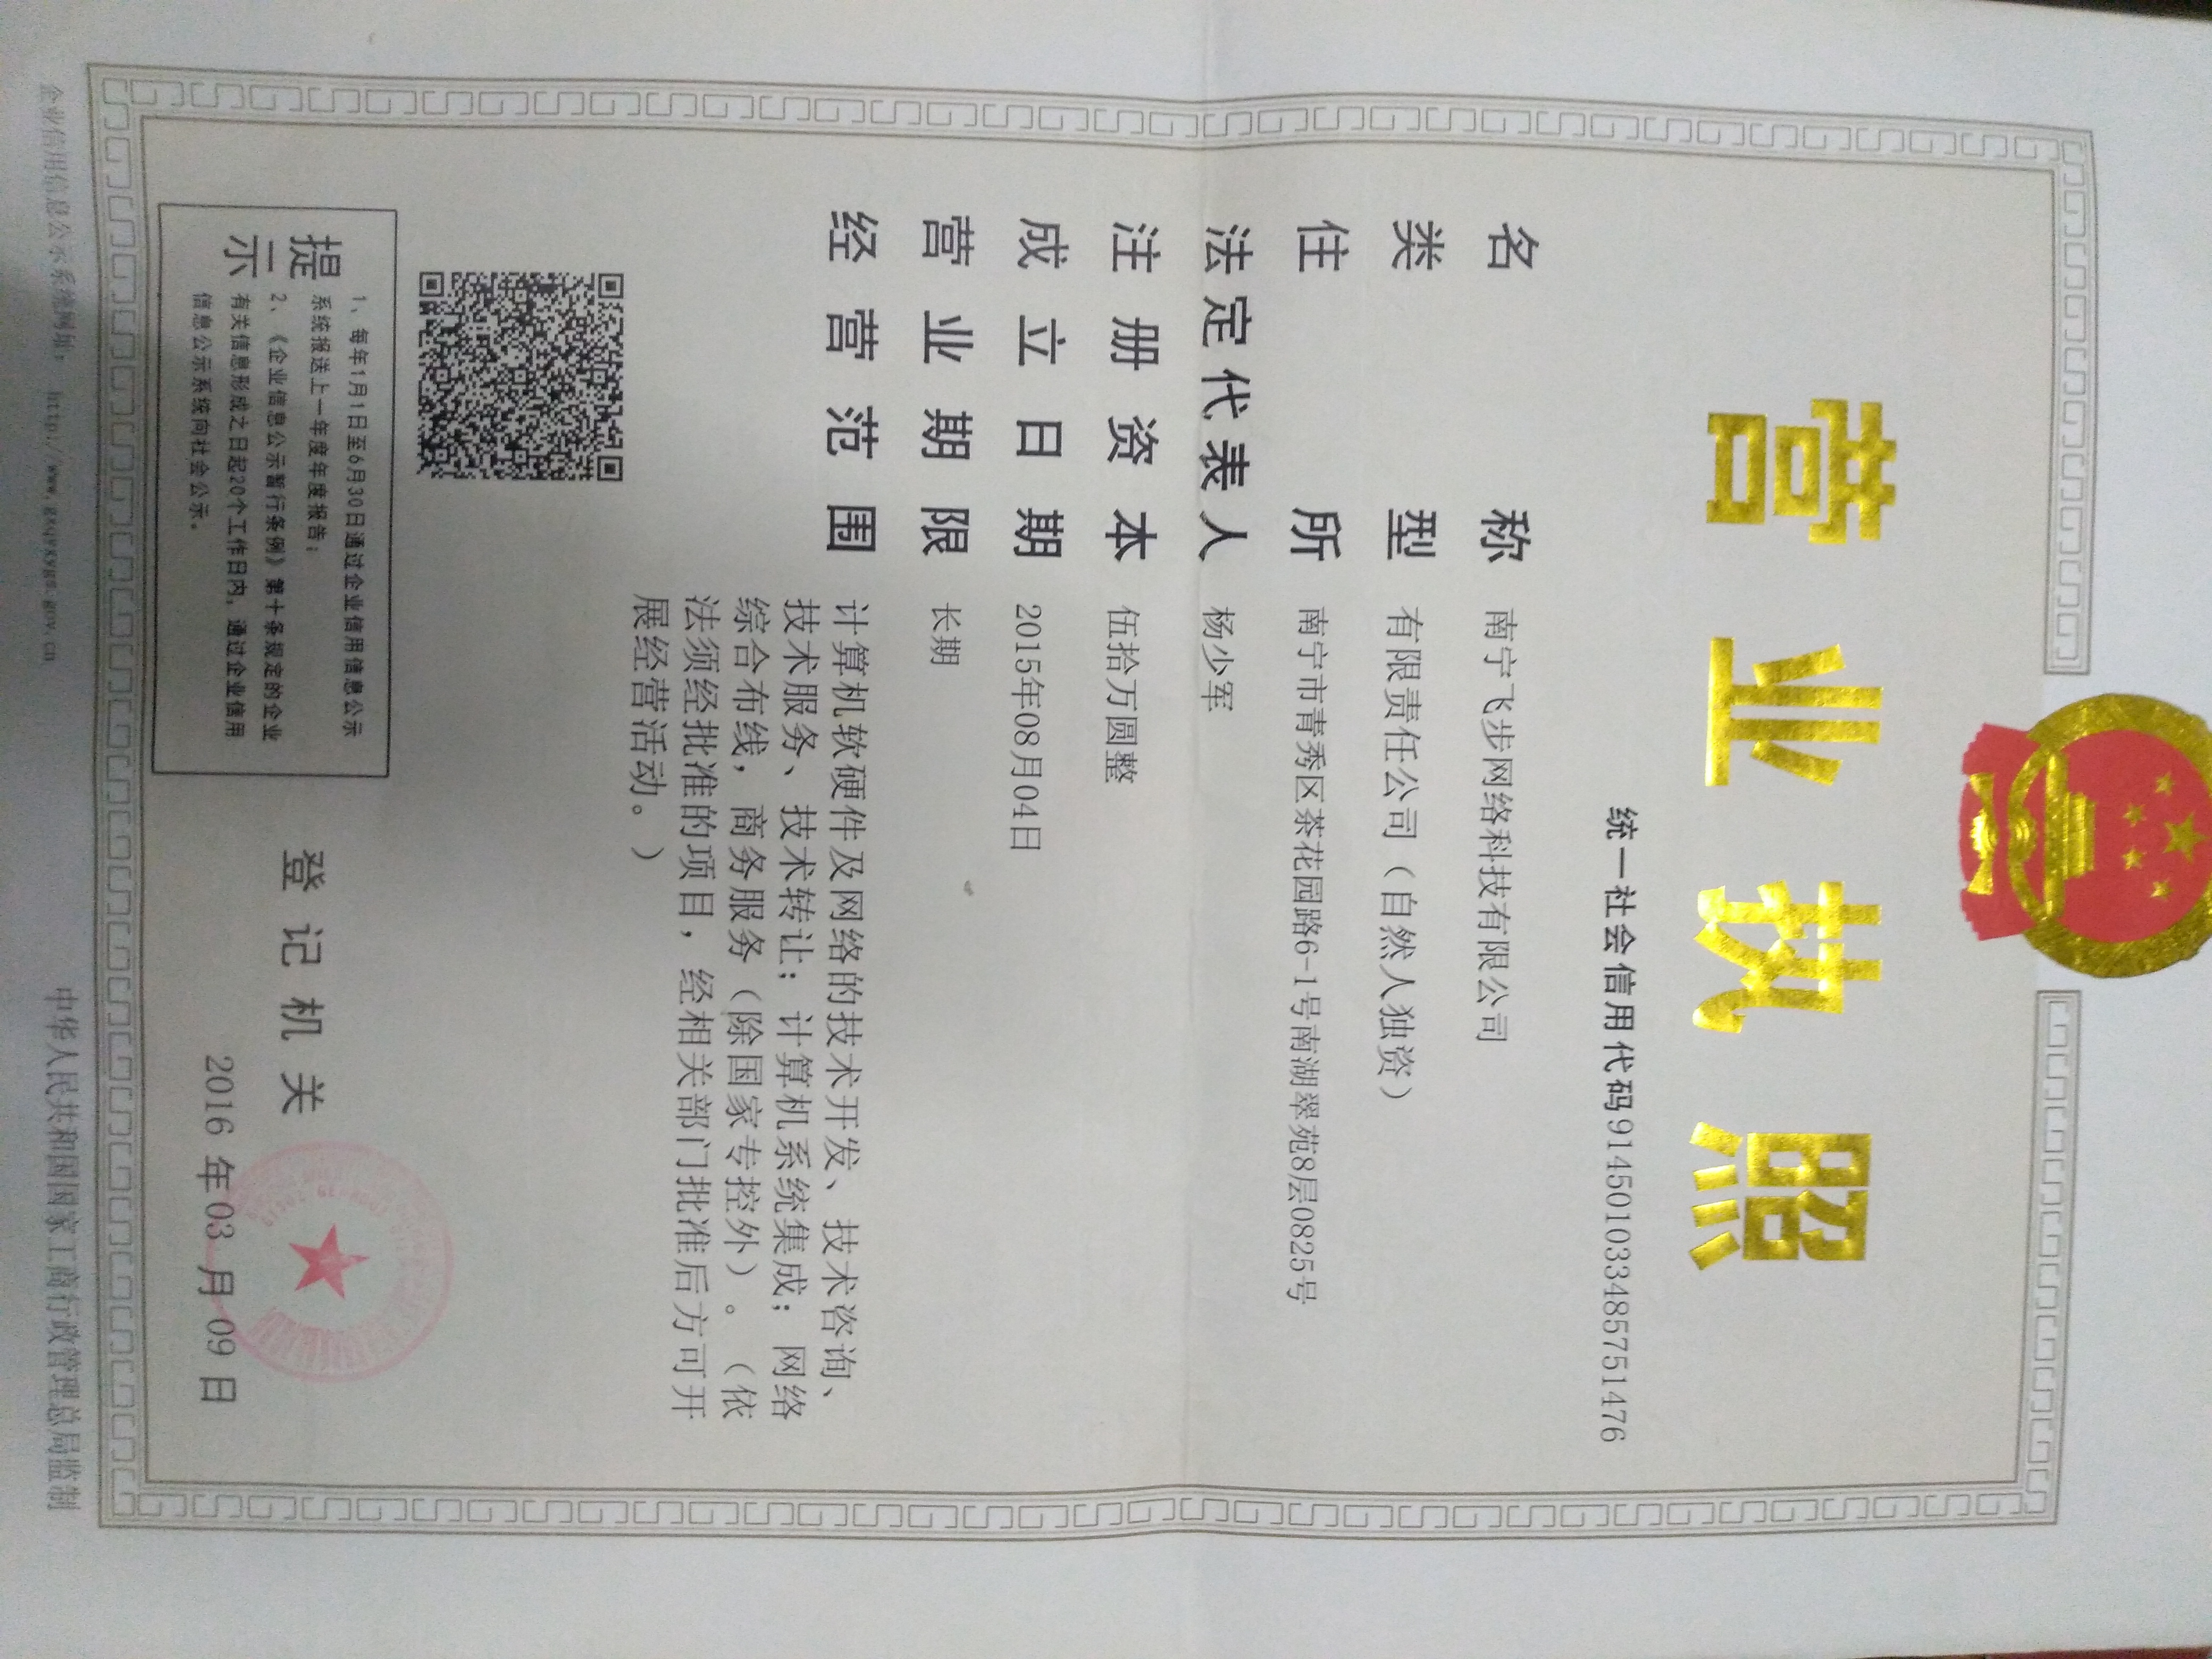 营业执照
统一社会信用代码914501033485751476
名称 南宁飞步网络科技有限公司
类型 有限责任公司（自然人独资）
住所 南宁市青秀区茶花园路6-1号南湖翠苑8层0825号
法定代表人 杨少军
注册资本 伍拾万圆整
成立日期 2015年08月04日
营业期限 长期
经营范围 计算机软硬件及网络的技术开发、技术咨询、
技术服务、技术转让；计算机系统集成；网络
综合布线，商务服务（除国家专控外）。（依
法须经批准的项目，经相关部门批准后方可开
展经营活动。）
提示
1、每年1月1日至6月30日通过企业信用信息公示
系统报送上一年度年度报告；
2、《企业信息公示暂行条例》第十条规定的企业
有关信息形成之日起20个工作日内，通过企业信用
信息公示系统向社会公示。
登记机关
2016年03月09日
企业信用信息公示系统网址： http://www.gxqyxygs.gov.cn
中华人民共和国国家工商行政管理总局监制